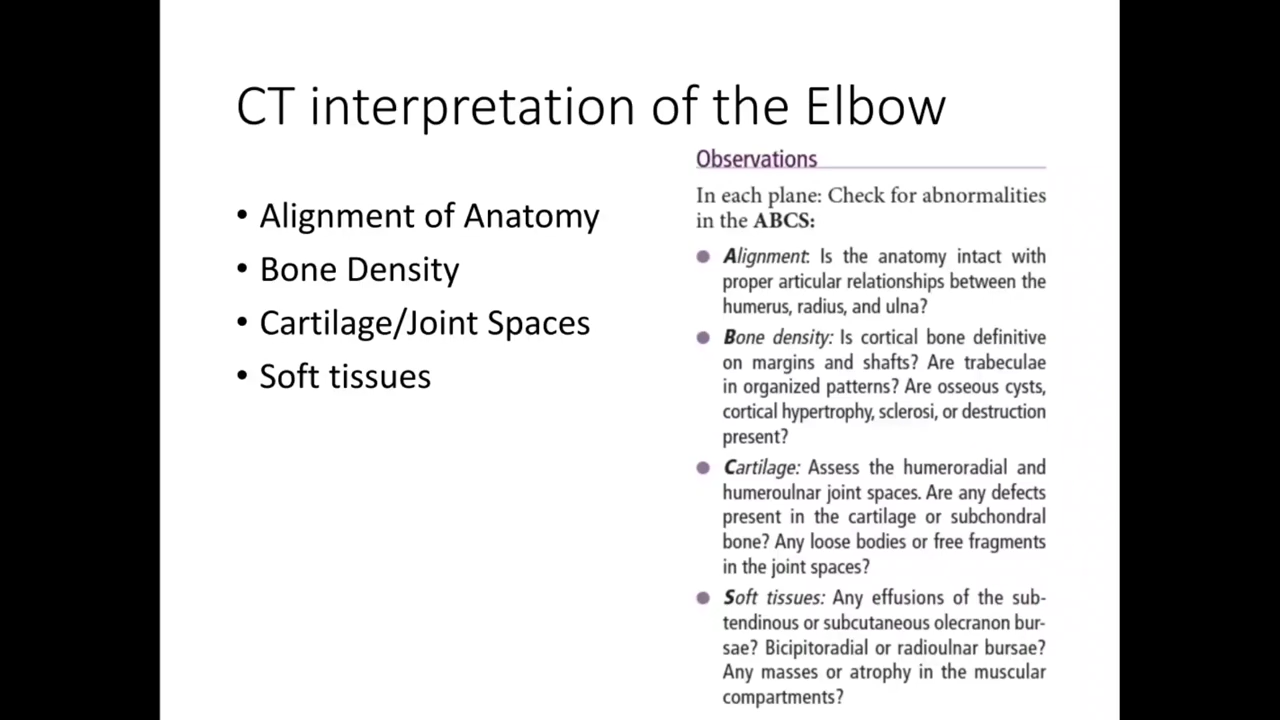 CT interpretation of the Elbow
• Alignment of Anatomy
• Bone Density
• Cartilage/Joint Spaces
• Soft tissues
Observations
In each plane: Check for abnormalities
in the ABCS:
● Alignment: Is the anatomy intact with
proper articular relationships between the
humerus, radius, and ulna?
● Bone density: Is cortical bone definitive
on margins and shafts? Are trabeculae
in organized patterns? Are osseous cysts,
cortical hypertrophy, sclerosi, or destruction
present?
● Cartilage: Assess the humeroradial and
humeroulnar joint spaces. Are any defects
present in the cartilage or subchondral
bone? Any loose bodies or free fragments
in the joint spaces?
● Soft tissues: Any effusions of the sub-
tendinous or subcutaneous olecranon bur-
sae? Bicipitoradial or radioulnar bursae?
Any masses or atrophy in the muscular
compartments?